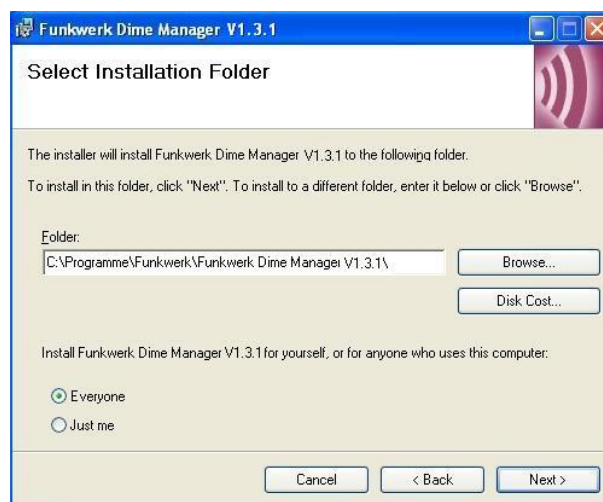 Funkwerk Dime Manager V1.3.1
Select Installation Folder
The installer will install Funkwerk Dime Manager V1.3.1 to the following folder.
To install in this folder, click "Next". To install to a different folder, enter it below or click "Browse".
Folder:
C:\Programme\Funkwerk\Funkwerk Dime Manager V1.3.1\
Browse...
Disk Cost...
Install Funkwerk Dime Manager V1.3.1 for yourself, or for anyone who uses this computer:
Everyone
Just me
Cancel
< Back
Next >